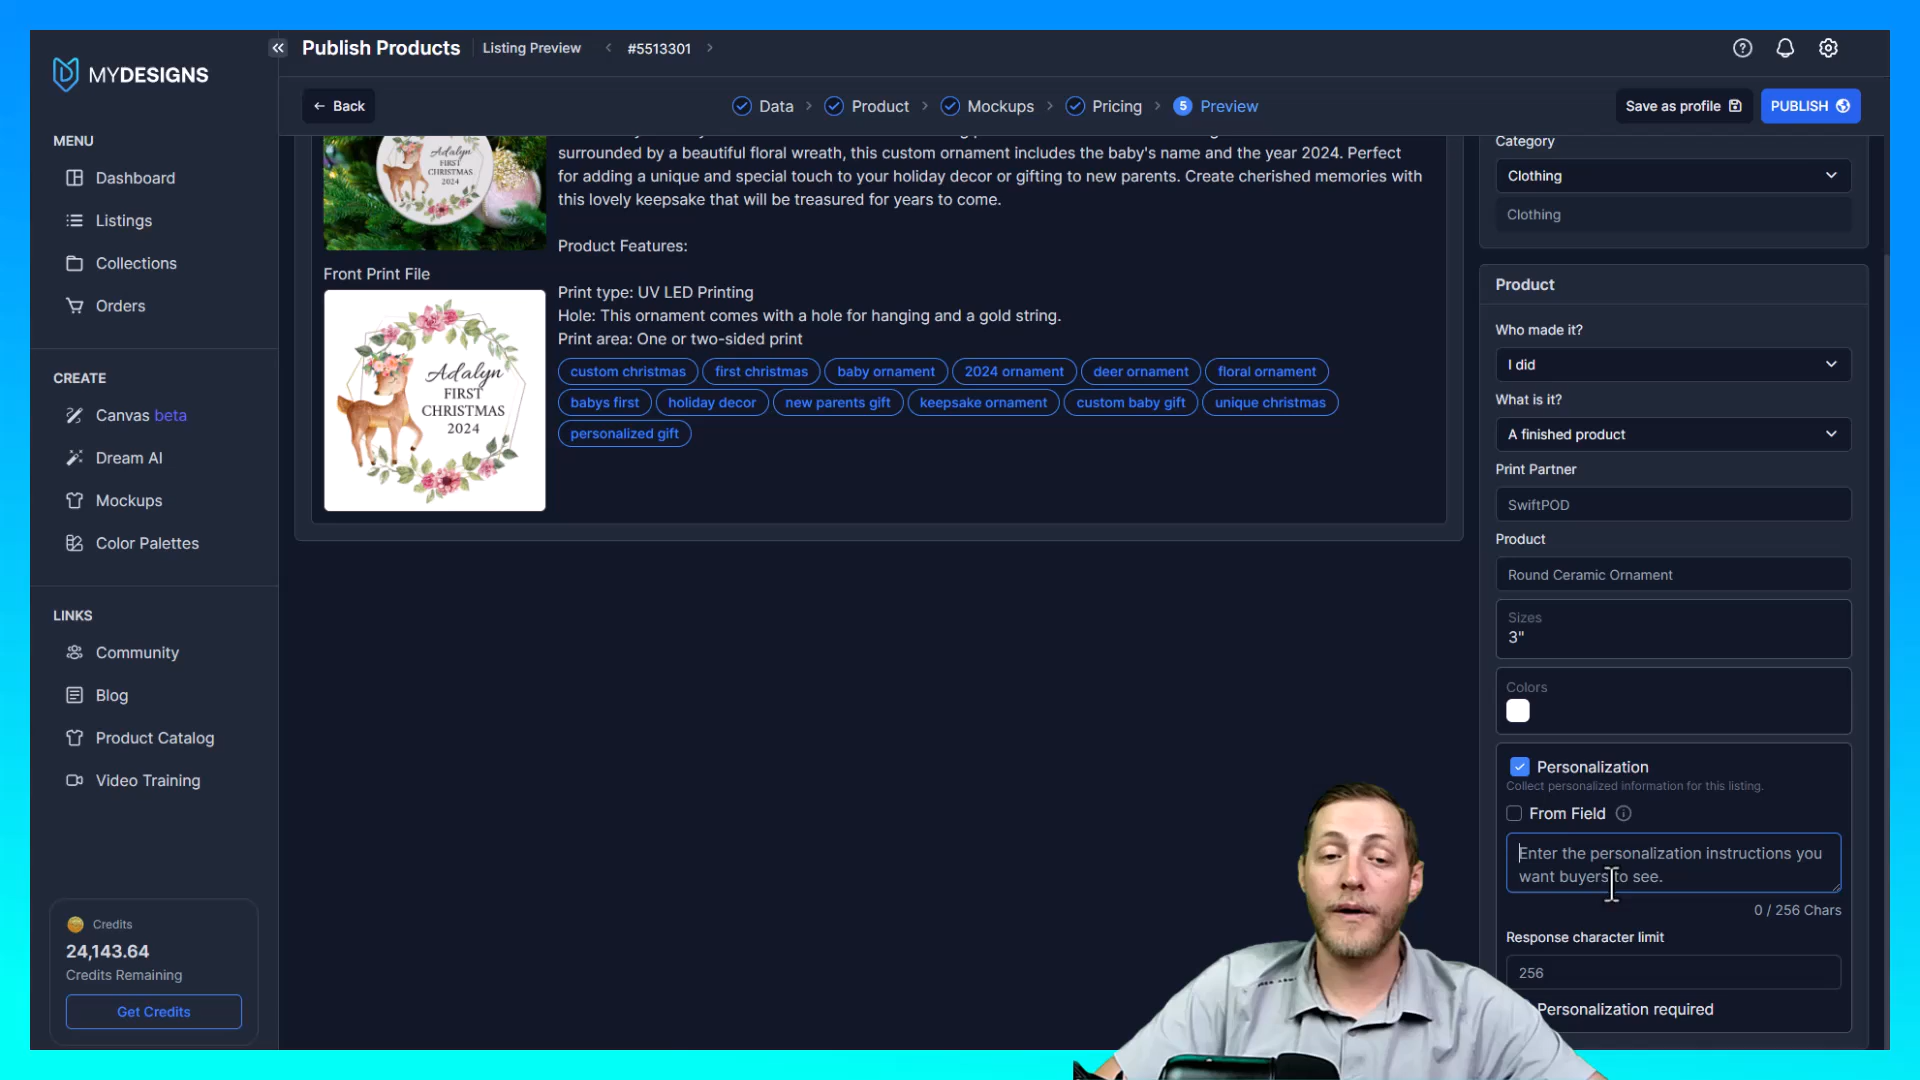 MYDESIGNS
Publish Products
Listing Preview
#5513301
Back
Data
Product
Mockups
Pricing
5 Preview
Save as profile
PUBLISH
MENU
Dashboard
Listings
Collections
Orders
CREATE
Canvas beta
Dream AI
Mockups
Color Palettes
LINKS
Community
Blog
Product Catalog
Video Training
Credits
24,143.64
Credits Remaining
Get Credits
Adalyn
FIRST
CHRISTMAS
2024
surrounded by a beautiful floral wreath, this custom ornament includes the baby's name and the year 2024. Perfect
for adding a unique and special touch to your holiday decor or gifting to new parents. Create cherished memories with
this lovely keepsake that will be treasured for years to come.
Product Features:
Front Print File
Adalyn
FIRST
CHRISTMAS
2024
Print type: UV LED Printing
Hole: This ornament comes with a hole for hanging and a gold string.
Print area: One or two-sided print
custom christmas
first christmas
baby ornament
2024 ornament
deer ornament
floral ornament
babys first
holiday decor
new parents gift
keepsake ornament
custom baby gift
unique christmas
personalized gift
Category
Clothing
Clothing
Product
Who made it?
I did
What is it?
A finished product
Print Partner
SwiftPOD
Product
Round Ceramic Ornament
Sizes
3"
Colors
Personalization
Collect personalized information for this listing.
From Field
Enter the personalization instructions you
want buyers to see.
0 / 256 Chars
Response character limit
256
Personalization required